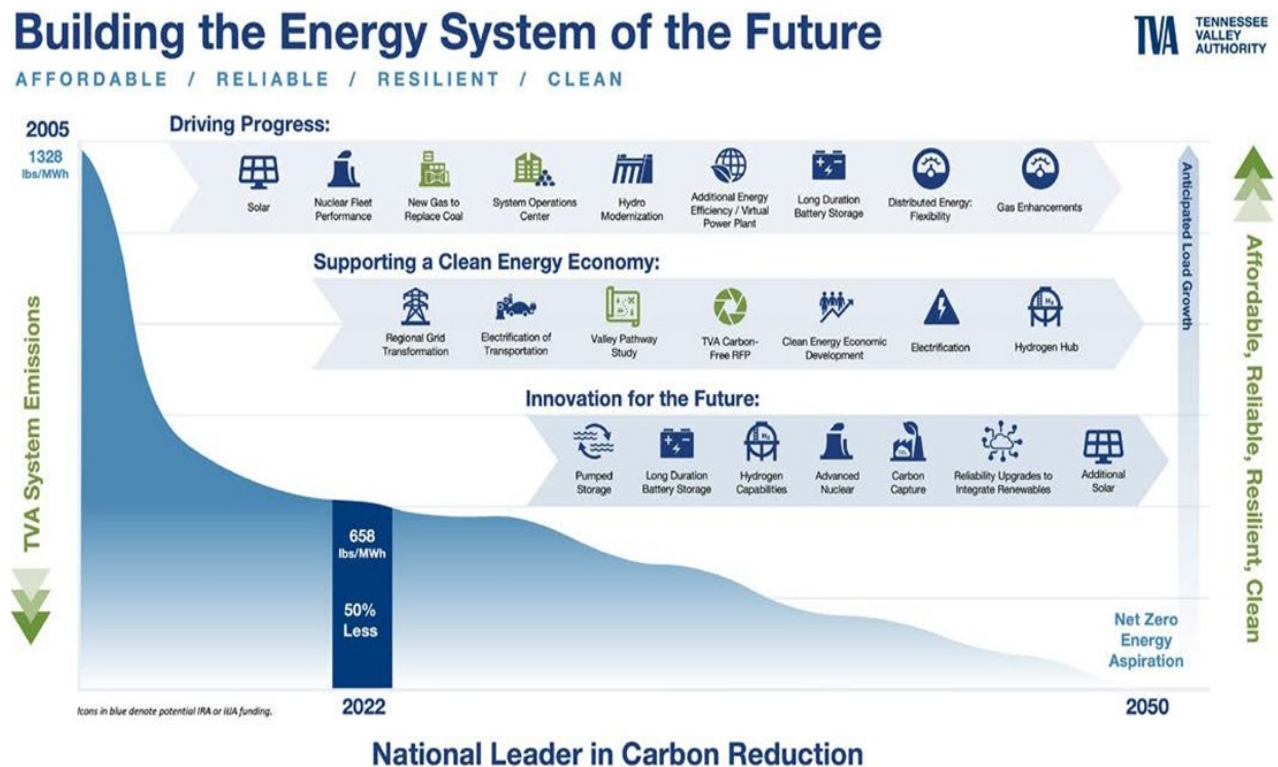 Building the Energy System of the Future
AFFORDABLE / RELIABLE / RESILIENT / CLEAN
TVA
TENNESSEE
VALLEY
AUTHORITY
2005
1328
lbs/MWh
TVA System Emissions
Driving Progress:
Solar
Nuclear Fleet
Performance
New Gas to
Replace Coal
System Operations
Center
Hydro
Modernization
Additional Energy
Efficiency / Virtual
Power Plant
Long Duration
Battery Storage
Distributed Energy:
Flexibility
Gas Enhancements
Supporting a Clean Energy Economy:
Regional Grid
Transformation
Electrification of
Transportation
Valley Pathway
Study
TVA Carbon-
Free RFP
Clean Energy Economic
Development
Electrification
H₂
Hydrogen Hub
Innovation for the Future:
Pumped
Storage
Long Duration
Battery Storage
H₂
Hydrogen
Capabilities
Advanced
Nuclear
CO₂
Carbon
Capture
Reliability Upgrades to
Integrate Renewables
Additional
Solar
Anticipated Load Growth
Affordable, Reliable, Resilient, Clean
658
lbs/MWh
50%
Less
Net Zero
Energy
Aspiration
Icons in blue denote potential IRA or IIJA funding.
2022
2050
National Leader in Carbon Reduction